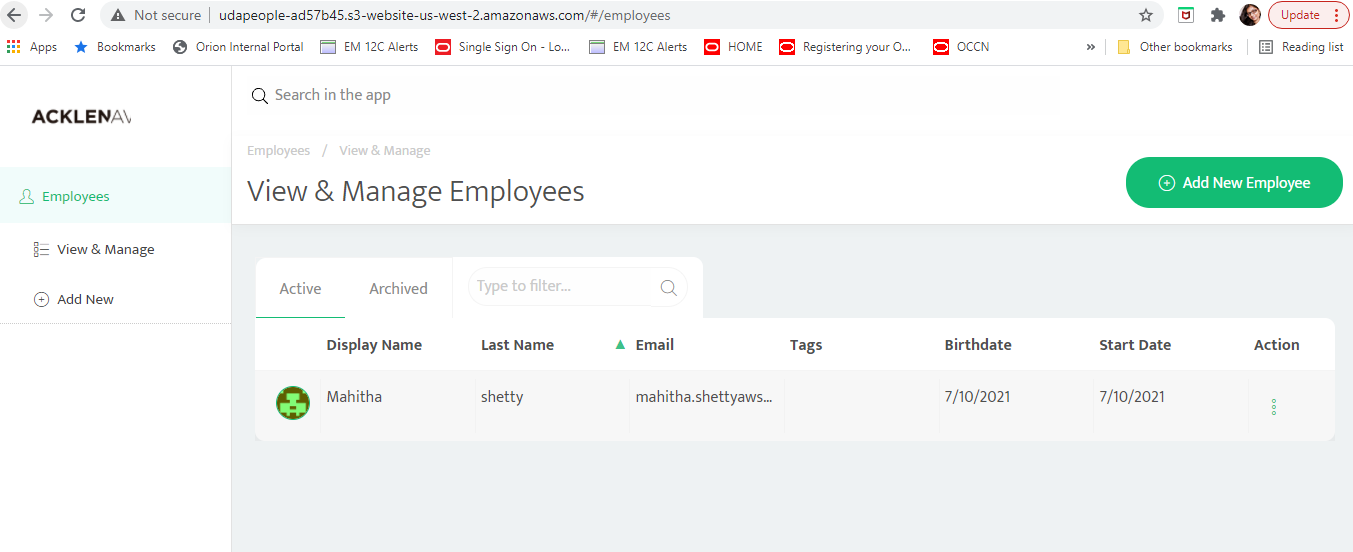 Not secure | udapeople-ad57b45.s3-website-us-west-2.amazonaws.com/#/employees Update
Apps Bookmarks Orion Internal Portal EM 12C Alerts Single Sign On - Lo... EM 12C Alerts HOME Registering your O... OCCN » Other bookmarks Reading list
Search in the app
ACKLENAV
Employees / View & Manage
View & Manage Employees
Add New Employee
Employees
View & Manage
Add New
Active Archived Type to filter...
Display Name Last Name Email Tags Birthdate Start Date Action
Mahitha shetty mahitha.shettyaws... 7/10/2021 7/10/2021